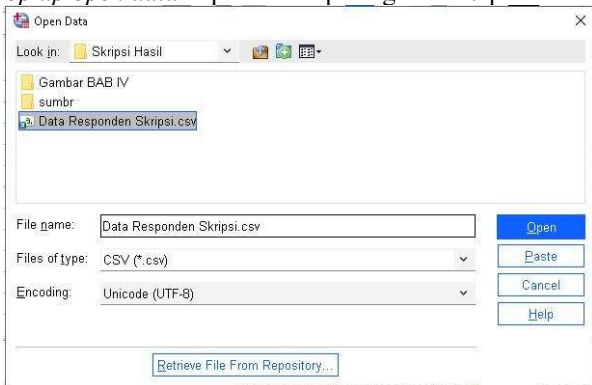 Open Data
Look in: Skripsi Hasil
Gambar BAB IV
sumbr
Data Responden Skripsi.csv
File name: Data Responden Skripsi.csv Open
Files of type: CSV (*.csv) Paste
Encoding: Unicode (UTF-8) Cancel
Help
Retrieve File From Repository...